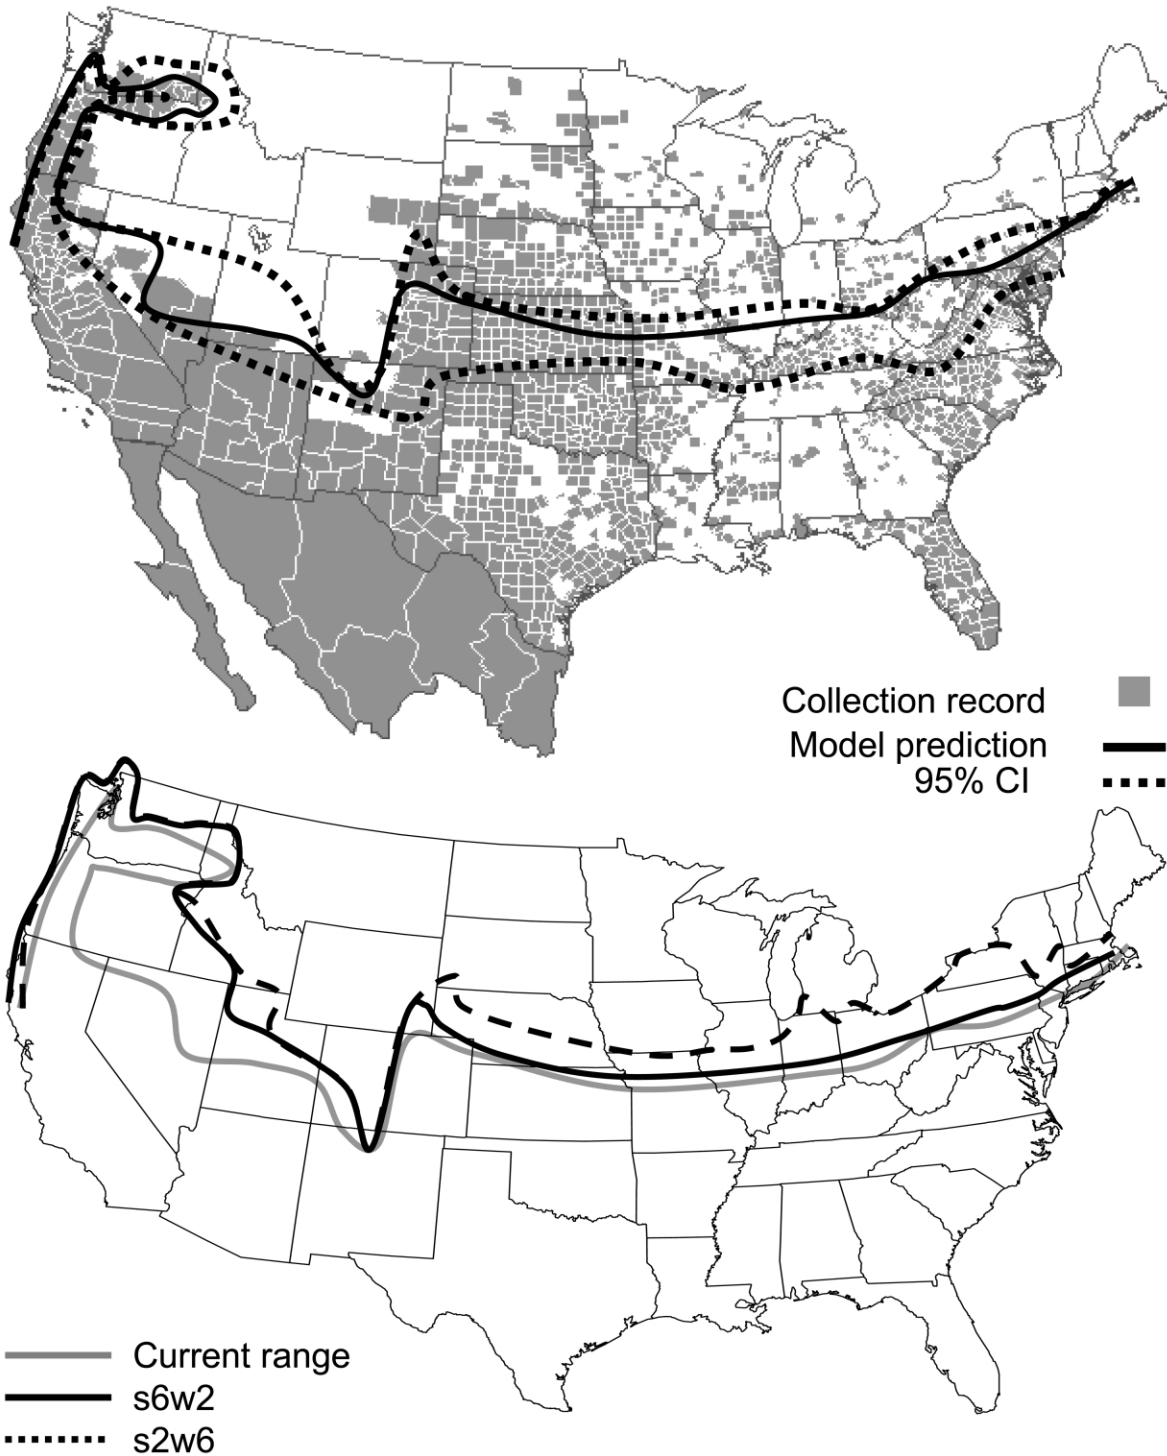 Collection record
Model prediction
95% CI
Current range
s6w2
s2w6